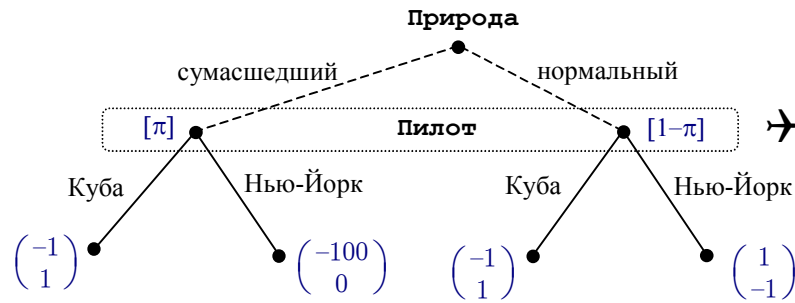 Природа
сумасшедший нормальный
[π] Пилот [1–π]
Куба Нью-Йорк Куба Нью-Йорк
(–1 1) (–100 0) (–1 1) (1 –1)